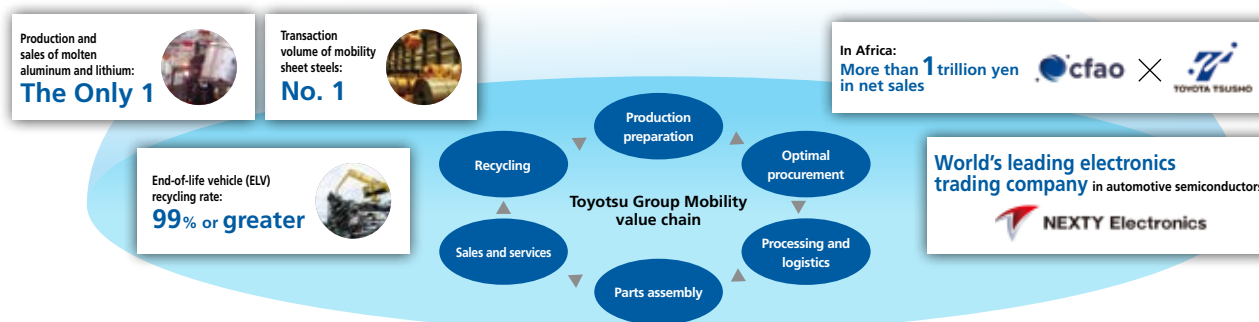 Production and
sales of molten
aluminum and lithium:
The Only 1
Transaction
volume of mobility
sheet steels:
No. 1
In Africa:
More than 1 trillion yen
in net sales
cfao
TOYOTA TSUSHO
End-of-life vehicle (ELV)
recycling rate:
99% or greater
World's leading electronics
trading company in automotive semiconductors
NEXTY Electronics
Toyotsu Group Mobility
value chain
Production
preparation
Optimal
procurement
Processing and
logistics
Parts assembly
Sales and services
Recycling